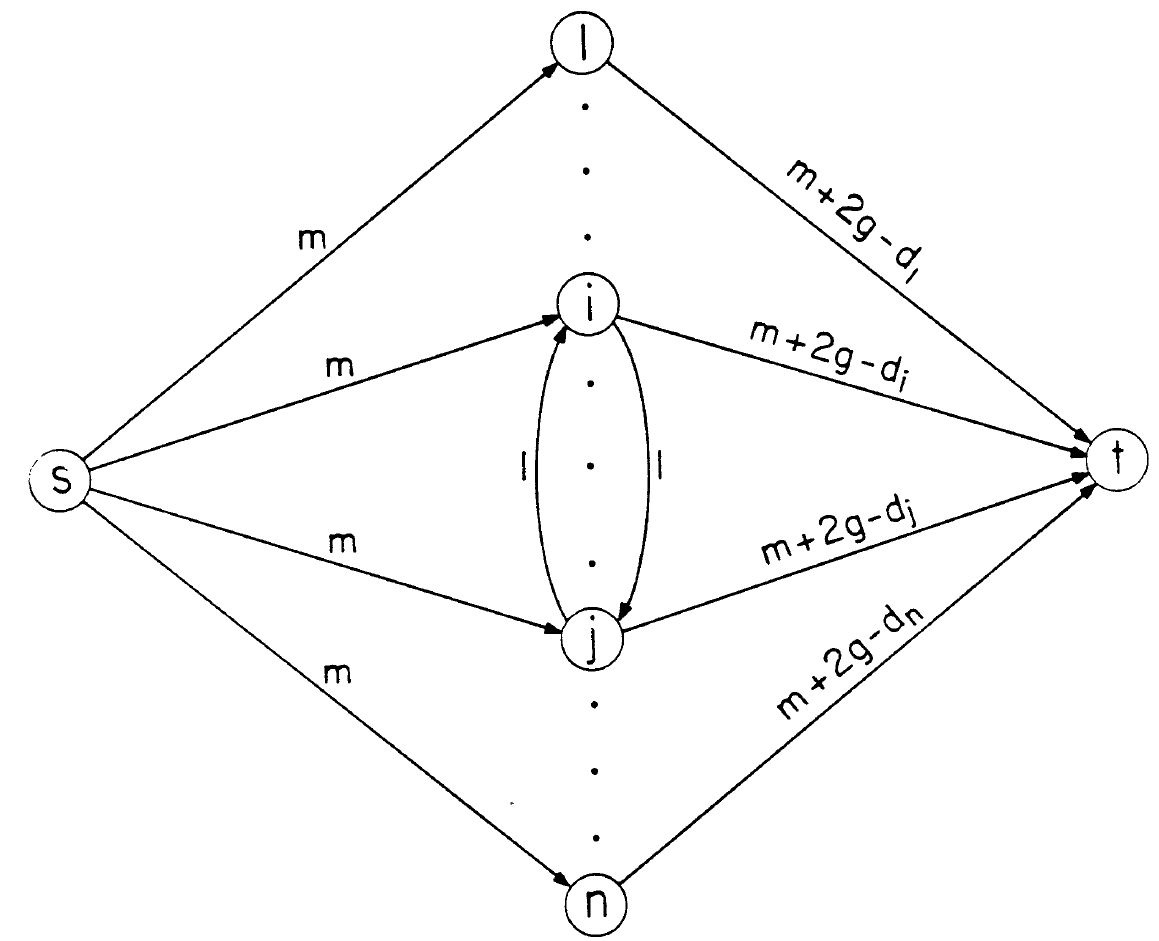 1
m + 2g - d₁
m
i
m + 2g - dᵢ
m
1
1
s
t
m
m + 2g - dⱼ
j
m
m + 2g - dₙ
n